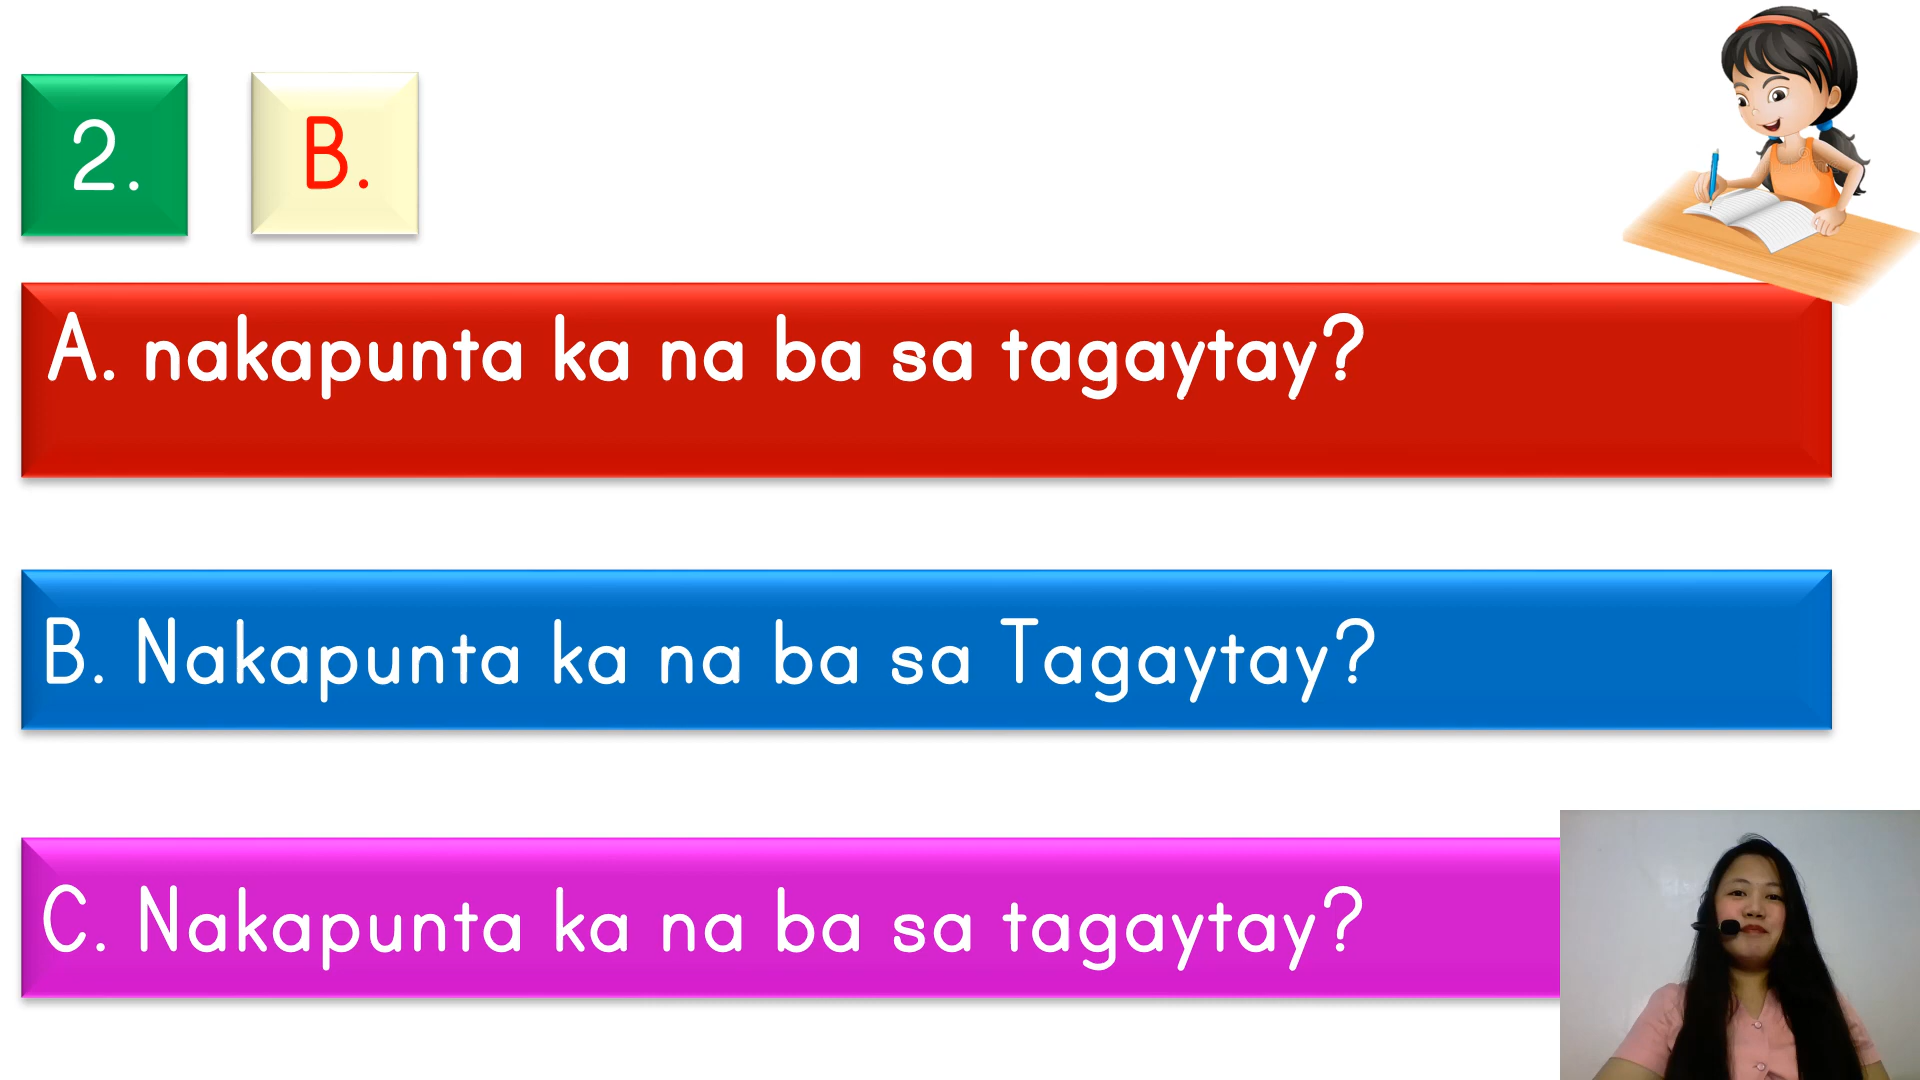 2. B.
A. nakapunta ka na ba sa tagaytay?
B. Nakapunta ka na ba sa Tagaytay?
C. Nakapunta ka na ba sa tagaytay?